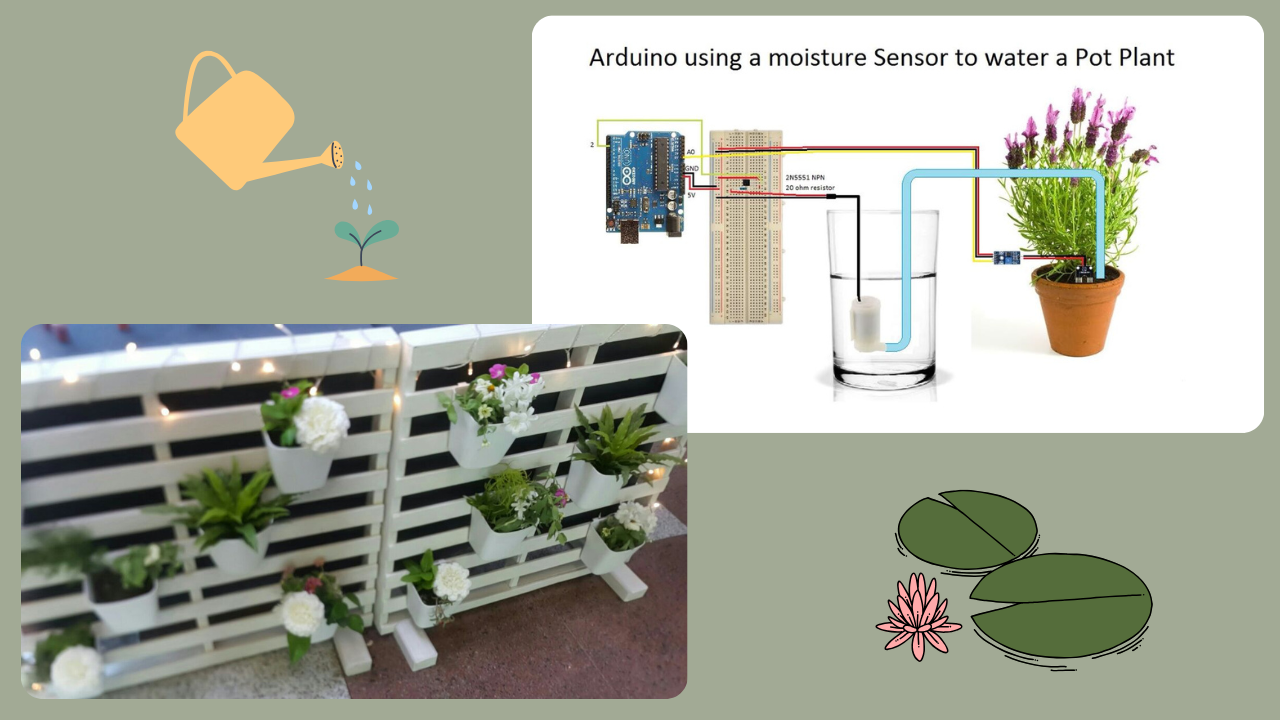 Arduino using a moisture Sensor to water a Pot Plant
2
A0
GND
5V
2N5551 NPN
20 ohm resistor